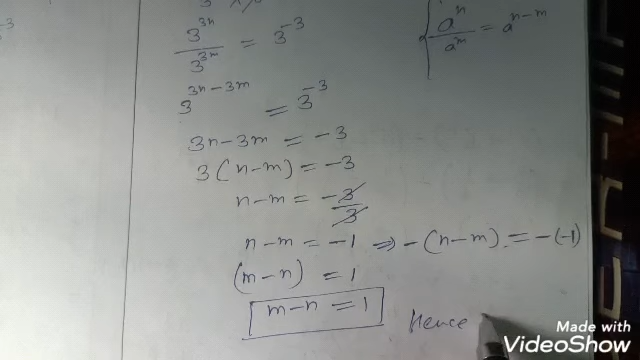 3^{3n} / 3^{3m} = 3^{-3}
a^n / a^m = a^{n-m}
3^{3n-3m} = 3^{-3}
3n-3m = -3
3(n-m) = -3
n-m = -3/3
n-m = -1 ⇒ -(n-m) = -(-1)
(m-n) = 1
m-n = 1
Hence
Made with
VideoShow